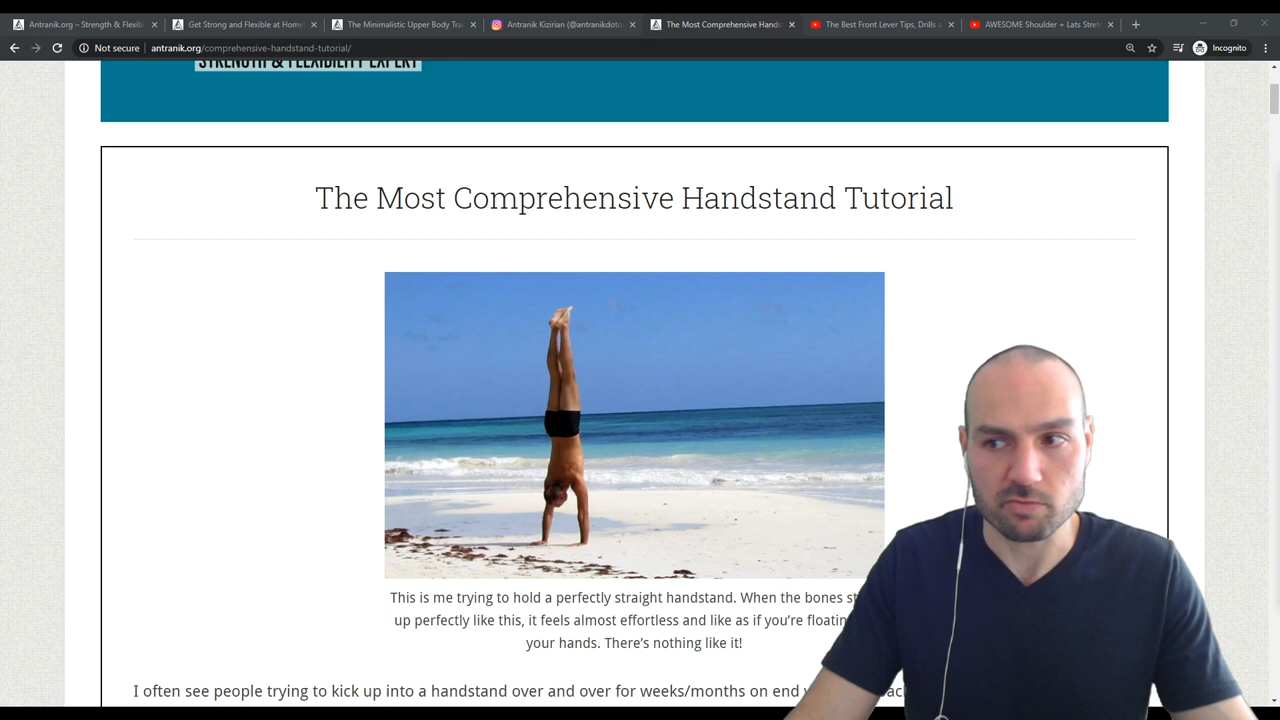 Antranik.org – Strength & Flexibi
Get Strong and Flexible at Home
The Minimalistic Upper Body Tra
Antranik Kizirian (@antranikdoto
The Most Comprehensive Hands
The Best Front Lever Tips, Drills a
AWESOME Shoulder + Lats Stret
Not secure
antranik.org/comprehensive-handstand-tutorial/
Incognito
STRENGTH & FLEXIBILITY EXPERT
The Most Comprehensive Handstand Tutorial
This is me trying to hold a perfectly straight handstand. When the bones st
up perfectly like this, it feels almost effortless and like as if you’re floatin
your hands. There’s nothing like it!
I often see people trying to kick up into a handstand over and over for weeks/months on end